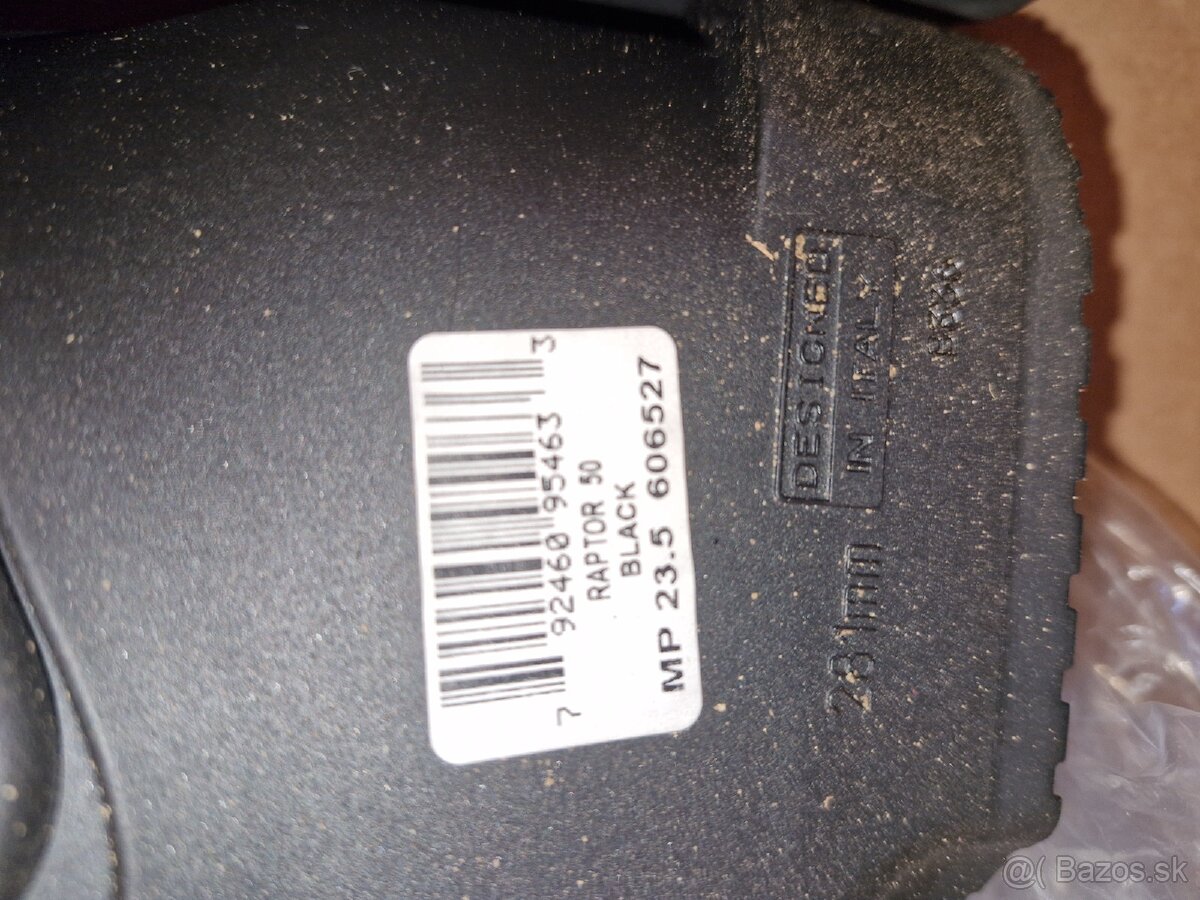 7 92460 95463 3
RAPTOR 50
BLACK
MP 23.5 606527
DESIGNED
IN ITALY
281mm
@( Bazos.sk